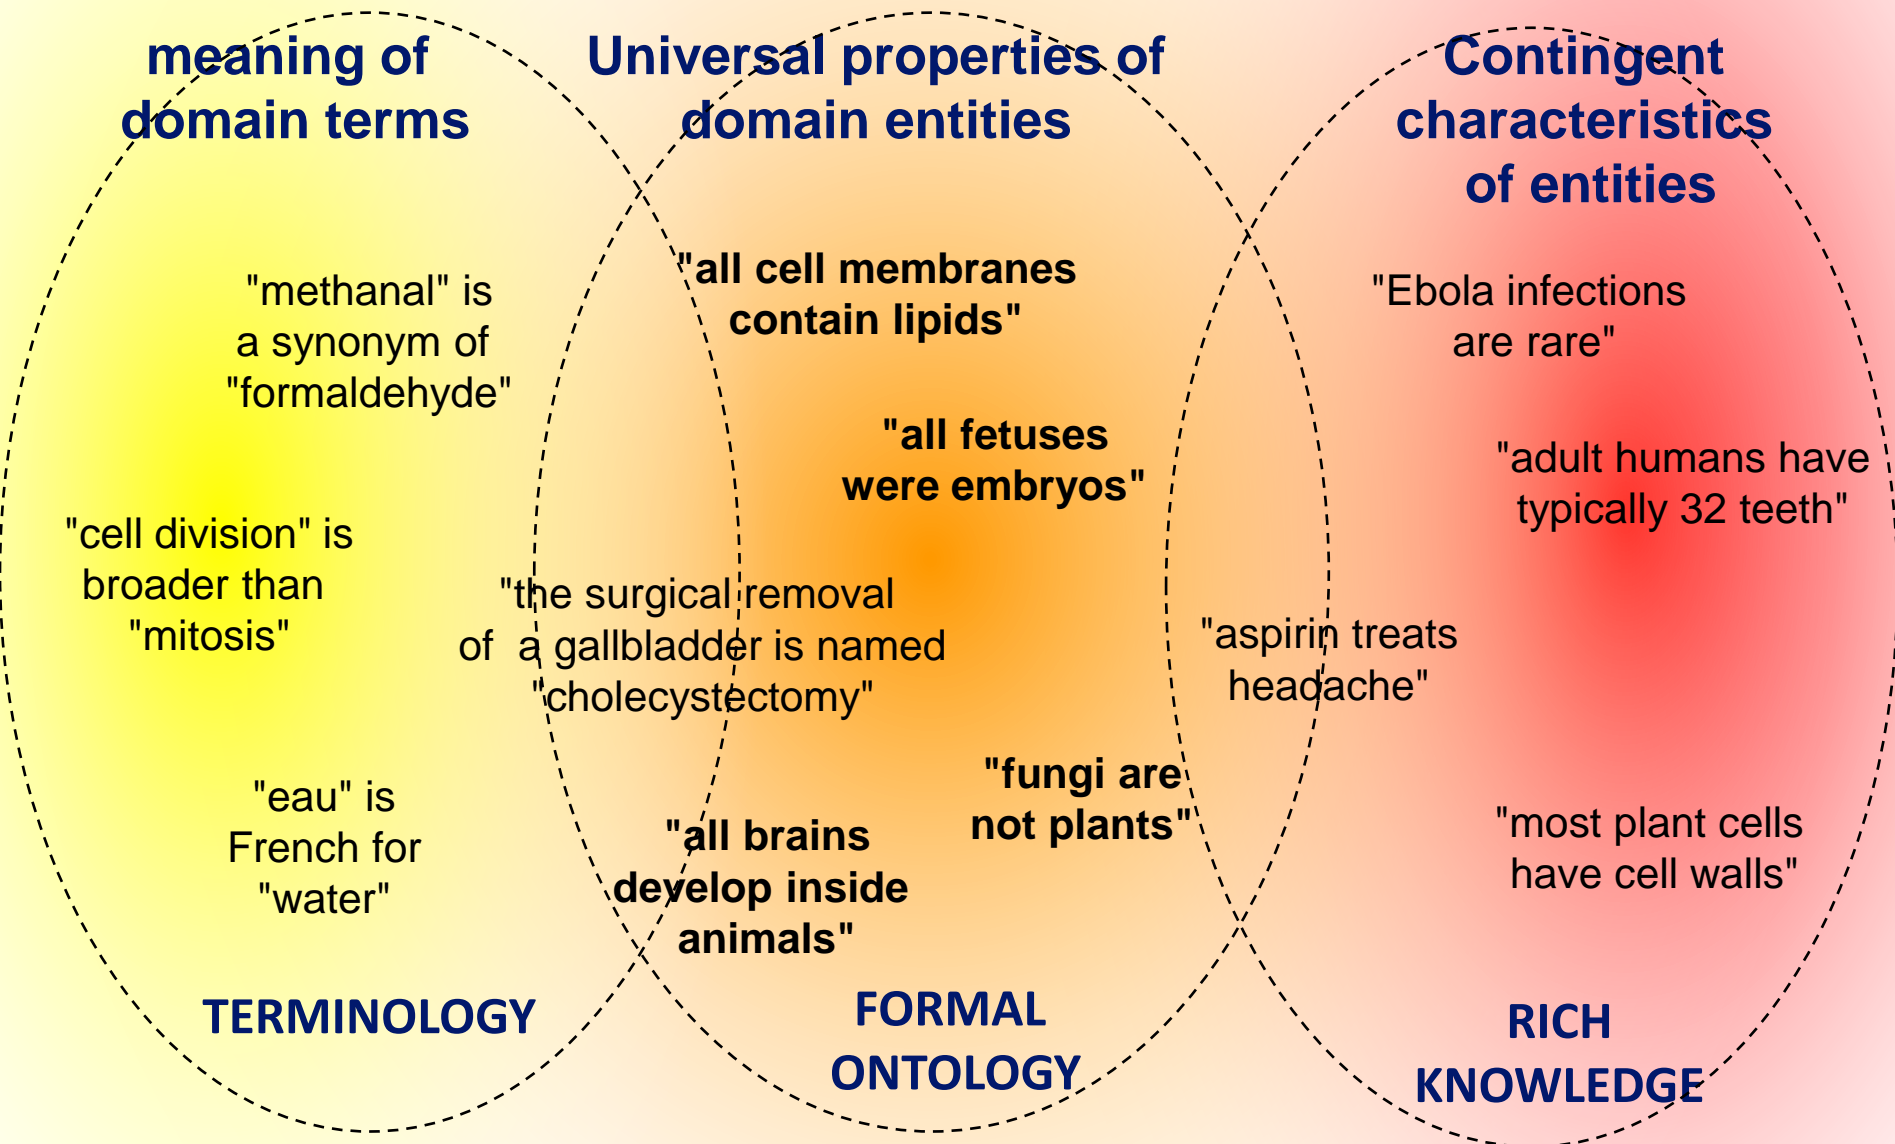 meaning of
domain terms
Universal properties of
domain entities
Contingent
characteristics
of entities
"methanal" is
a synonym of
"formaldehyde"
"all cell membranes
contain lipids"
"Ebola infections
are rare"
"all fetuses
were embryos"
"adult humans have
typically 32 teeth"
"cell division" is
broader than
"mitosis"
"the surgical removal
of a gallbladder is named
"cholecystectomy"
"aspirin treats
headache"
"eau" is
French for
"water"
"all brains
develop inside
animals"
"fungi are
not plants"
"most plant cells
have cell walls"
TERMINOLOGY
FORMAL
ONTOLOGY
RICH
KNOWLEDGE